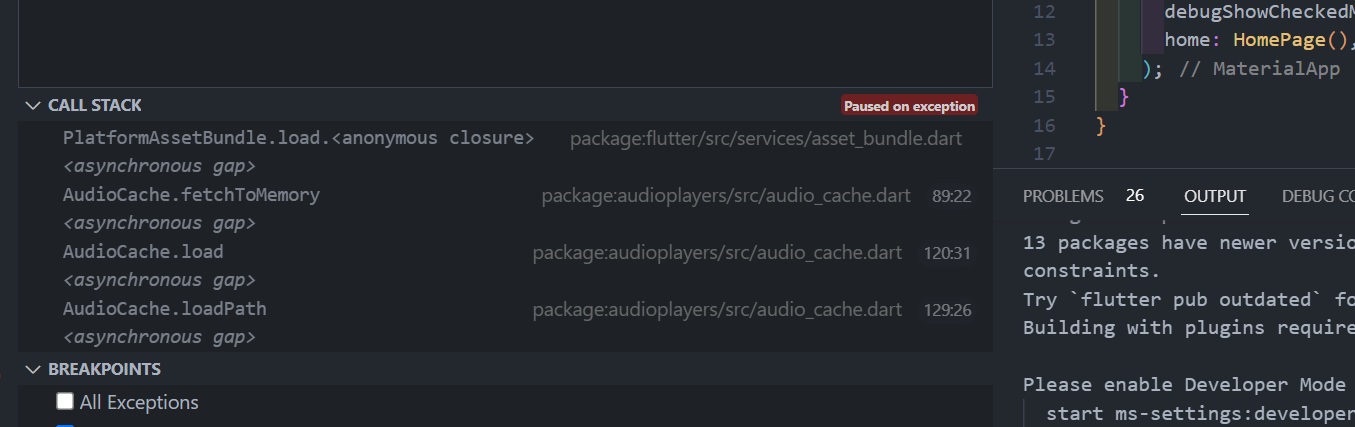 CALL STACK
Paused on exception
PlatformAssetBundle.load.<anonymous closure> package:flutter/src/services/asset_bundle.dart
<asynchronous gap>
AudioCache.fetchToMemory package:audioplayers/src/audio_cache.dart 89:22
<asynchronous gap>
AudioCache.load package:audioplayers/src/audio_cache.dart 120:31
<asynchronous gap>
AudioCache.loadPath package:audioplayers/src/audio_cache.dart 129:26
<asynchronous gap>
BREAKPOINTS
All Exceptions
12 debugShowCheckedM
13 home: HomePage(),
14 ); // MaterialApp
15 }
16 }
17
PROBLEMS 26 OUTPUT DEBUG CO
13 packages have newer versio
constraints.
Try `flutter pub outdated` fo
Building with plugins require
Please enable Developer Mode
start ms-settings:developer